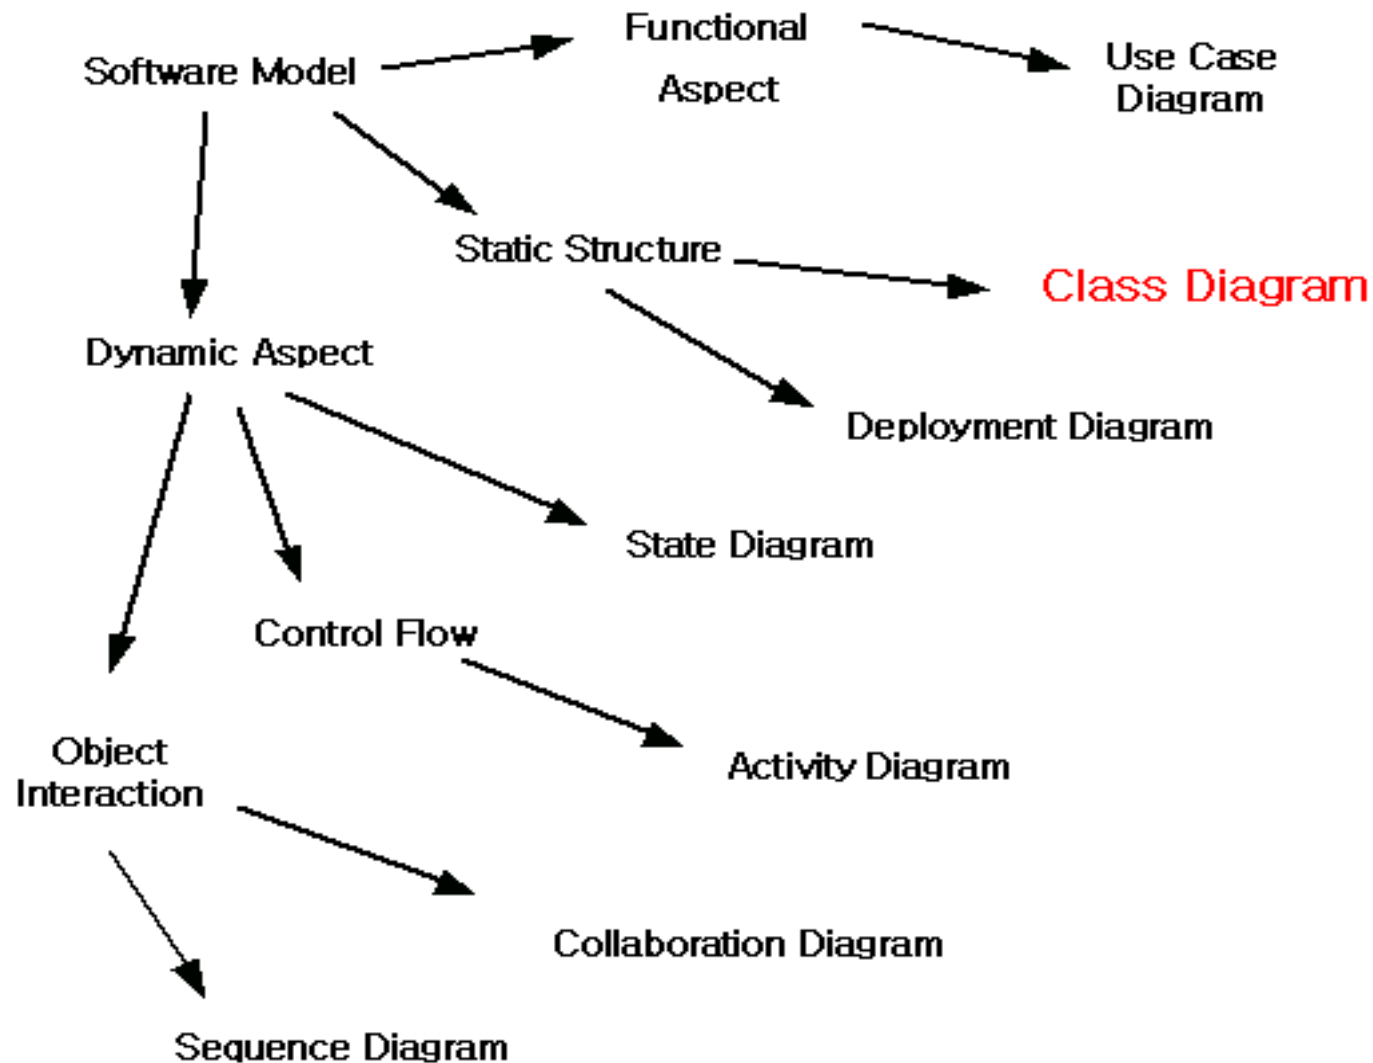 Software Model
Functional
Aspect
Use Case
Diagram
Static Structure
Class Diagram
Dynamic Aspect
Deployment Diagram
State Diagram
Control Flow
Object
Interaction
Activity Diagram
Collaboration Diagram
Sequence Diagram